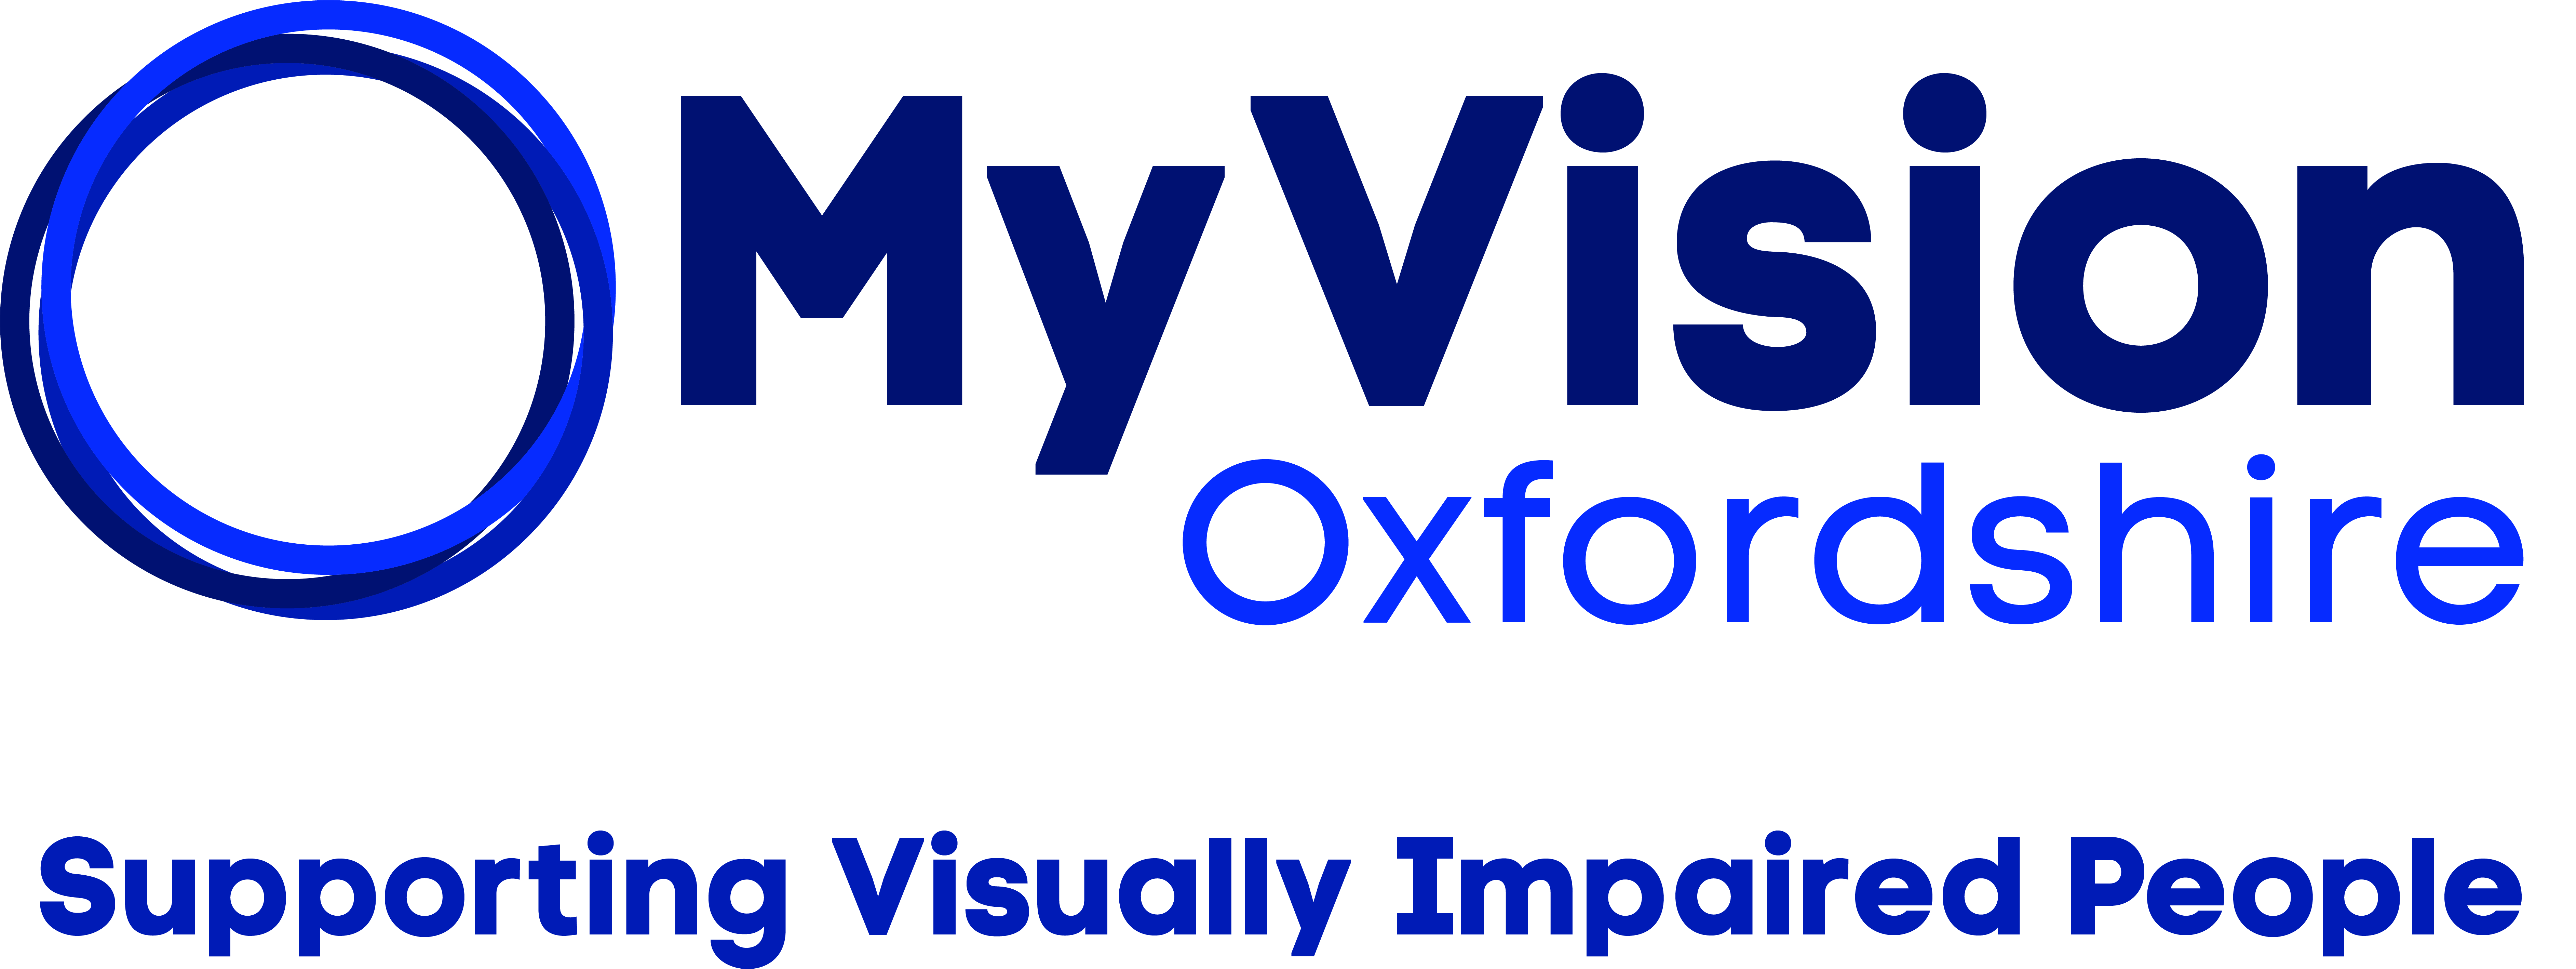 MyVision
Oxfordshire
Supporting Visually Impaired People